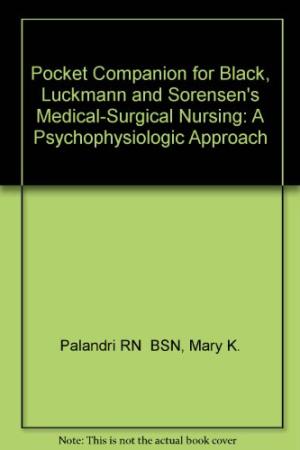 Pocket Companion for Black,
Luckmann and Sorensen's
Medical-Surgical Nursing: A
Psychophysiologic Approach
Palandri RN  BSN, Mary K.
Note: This is not the actual book cover